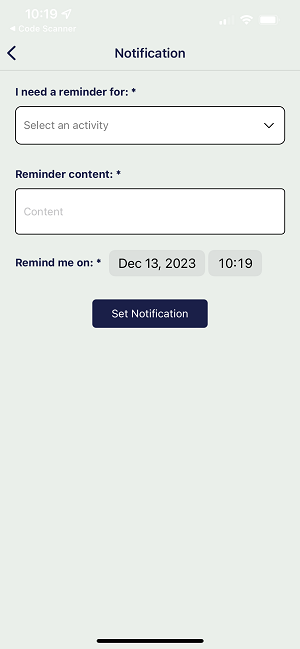 10:19
◀ Code Scanner
Notification
I need a reminder for: *
Select an activity
Reminder content: *
Content
Remind me on: * Dec 13, 2023 10:19
Set Notification